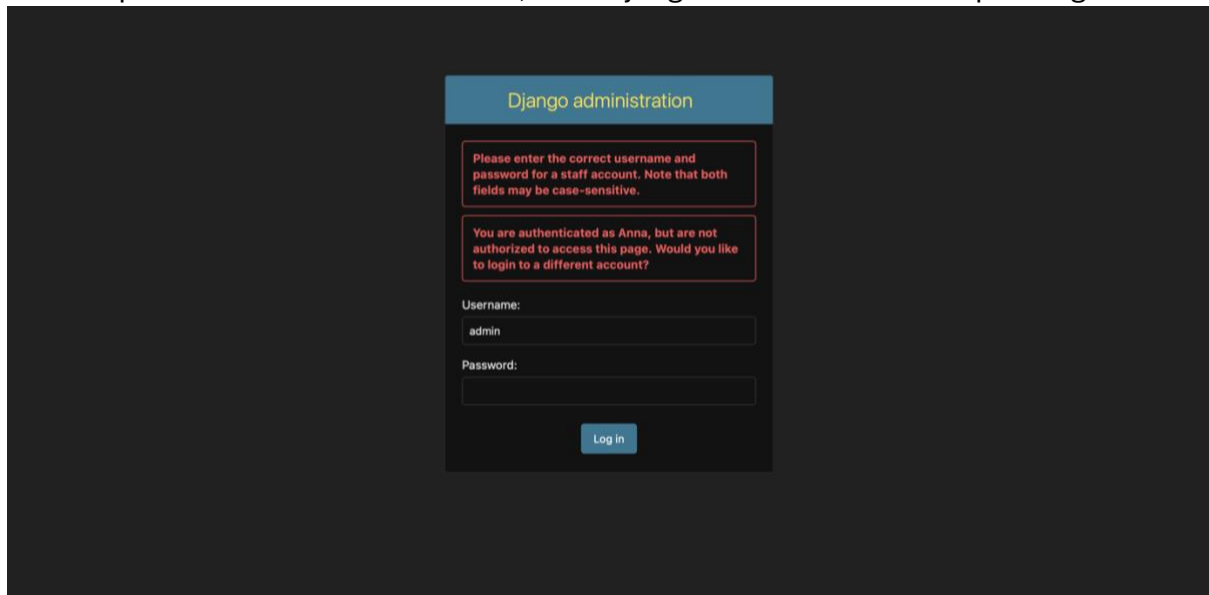 Django administration
Please enter the correct username and
password for a staff account. Note that both
fields may be case-sensitive.
You are authenticated as Anna, but are not
authorized to access this page. Would you like
to login to a different account?
Username:
admin
Password:
Log in